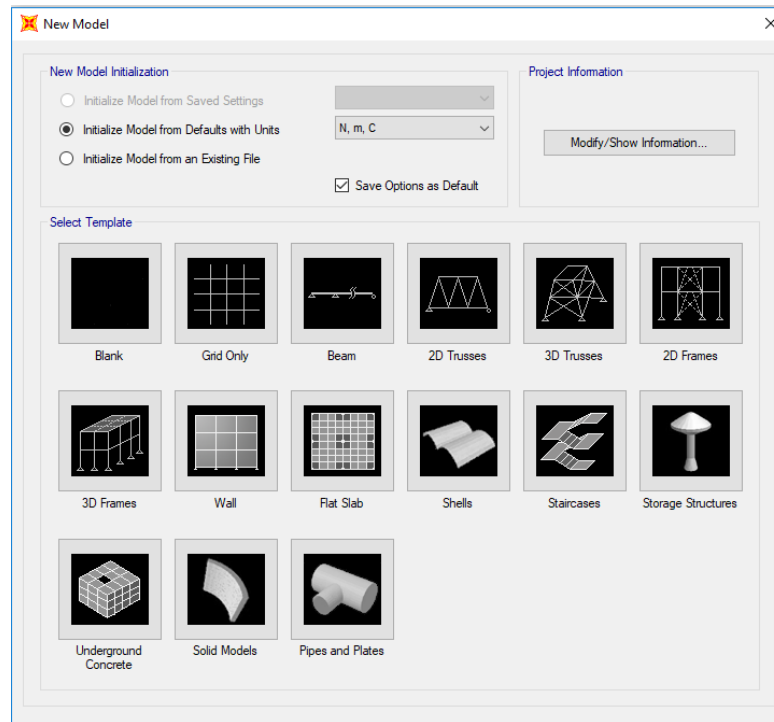 New Model
New Model Initialization
Project Information
Initialize Model from Saved Settings
Initialize Model from Defaults with Units
N, m, C
Modify/Show Information...
Initialize Model from an Existing File
Save Options as Default
Select Template
Blank
Grid Only
Beam
2D Trusses
3D Trusses
2D Frames
3D Frames
Wall
Flat Slab
Shells
Staircases
Storage Structures
Underground
Concrete
Solid Models
Pipes and Plates